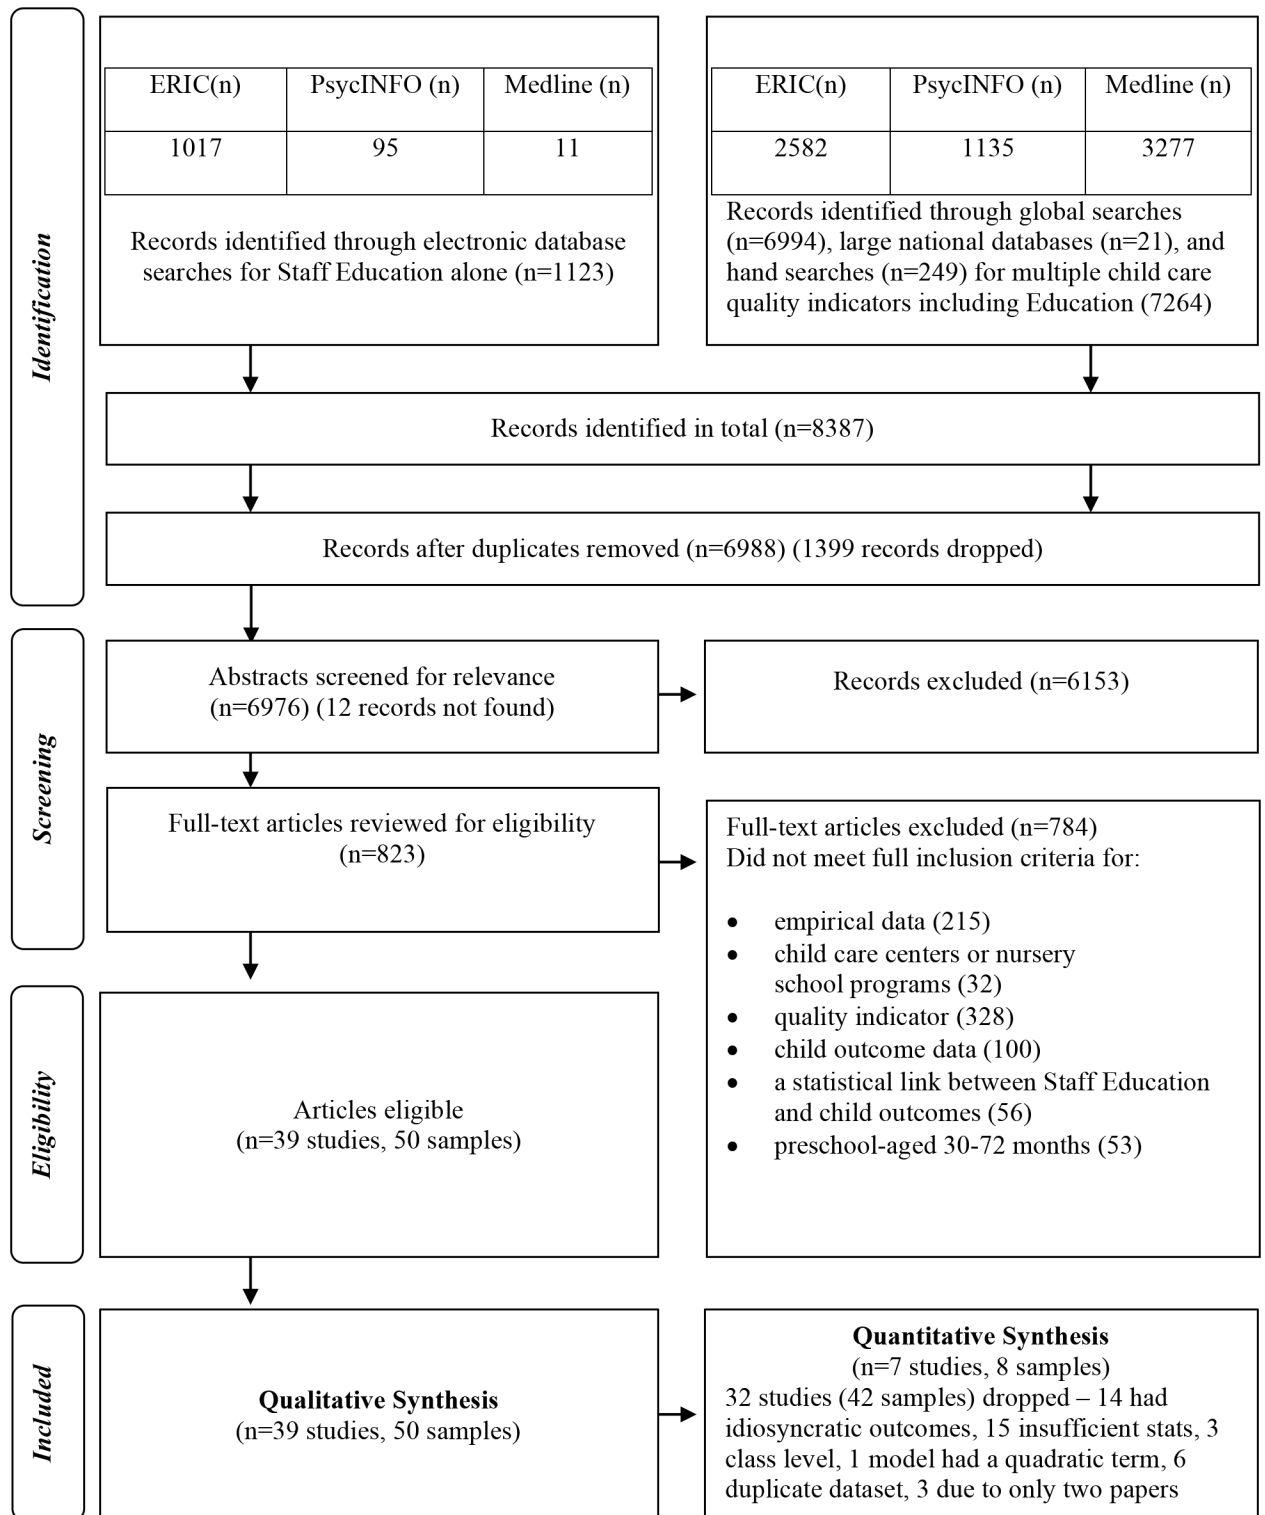 Identification
ERIC(n) PsycINFO (n) Medline (n)
1017 95 11
Records identified through electronic database
searches for Staff Education alone (n=1123)
ERIC(n) PsycINFO (n) Medline (n)
2582 1135 3277
Records identified through global searches
(n=6994), large national databases (n=21), and
hand searches (n=249) for multiple child care
quality indicators including Education (7264)
Records identified in total (n=8387)
Records after duplicates removed (n=6988) (1399 records dropped)
Screening
Abstracts screened for relevance
(n=6976) (12 records not found)
Records excluded (n=6153)
Full-text articles reviewed for eligibility
(n=823)
Full-text articles excluded (n=784)
Did not meet full inclusion criteria for:
• empirical data (215)
• child care centers or nursery
school programs (32)
• quality indicator (328)
• child outcome data (100)
• a statistical link between Staff Education
and child outcomes (56)
• preschool-aged 30-72 months (53)
Eligibility
Articles eligible
(n=39 studies, 50 samples)
Included
Qualitative Synthesis
(n=39 studies, 50 samples)
Quantitative Synthesis
(n=7 studies, 8 samples)
32 studies (42 samples) dropped – 14 had
idiosyncratic outcomes, 15 insufficient stats, 3
class level, 1 model had a quadratic term, 6
duplicate dataset, 3 due to only two papers